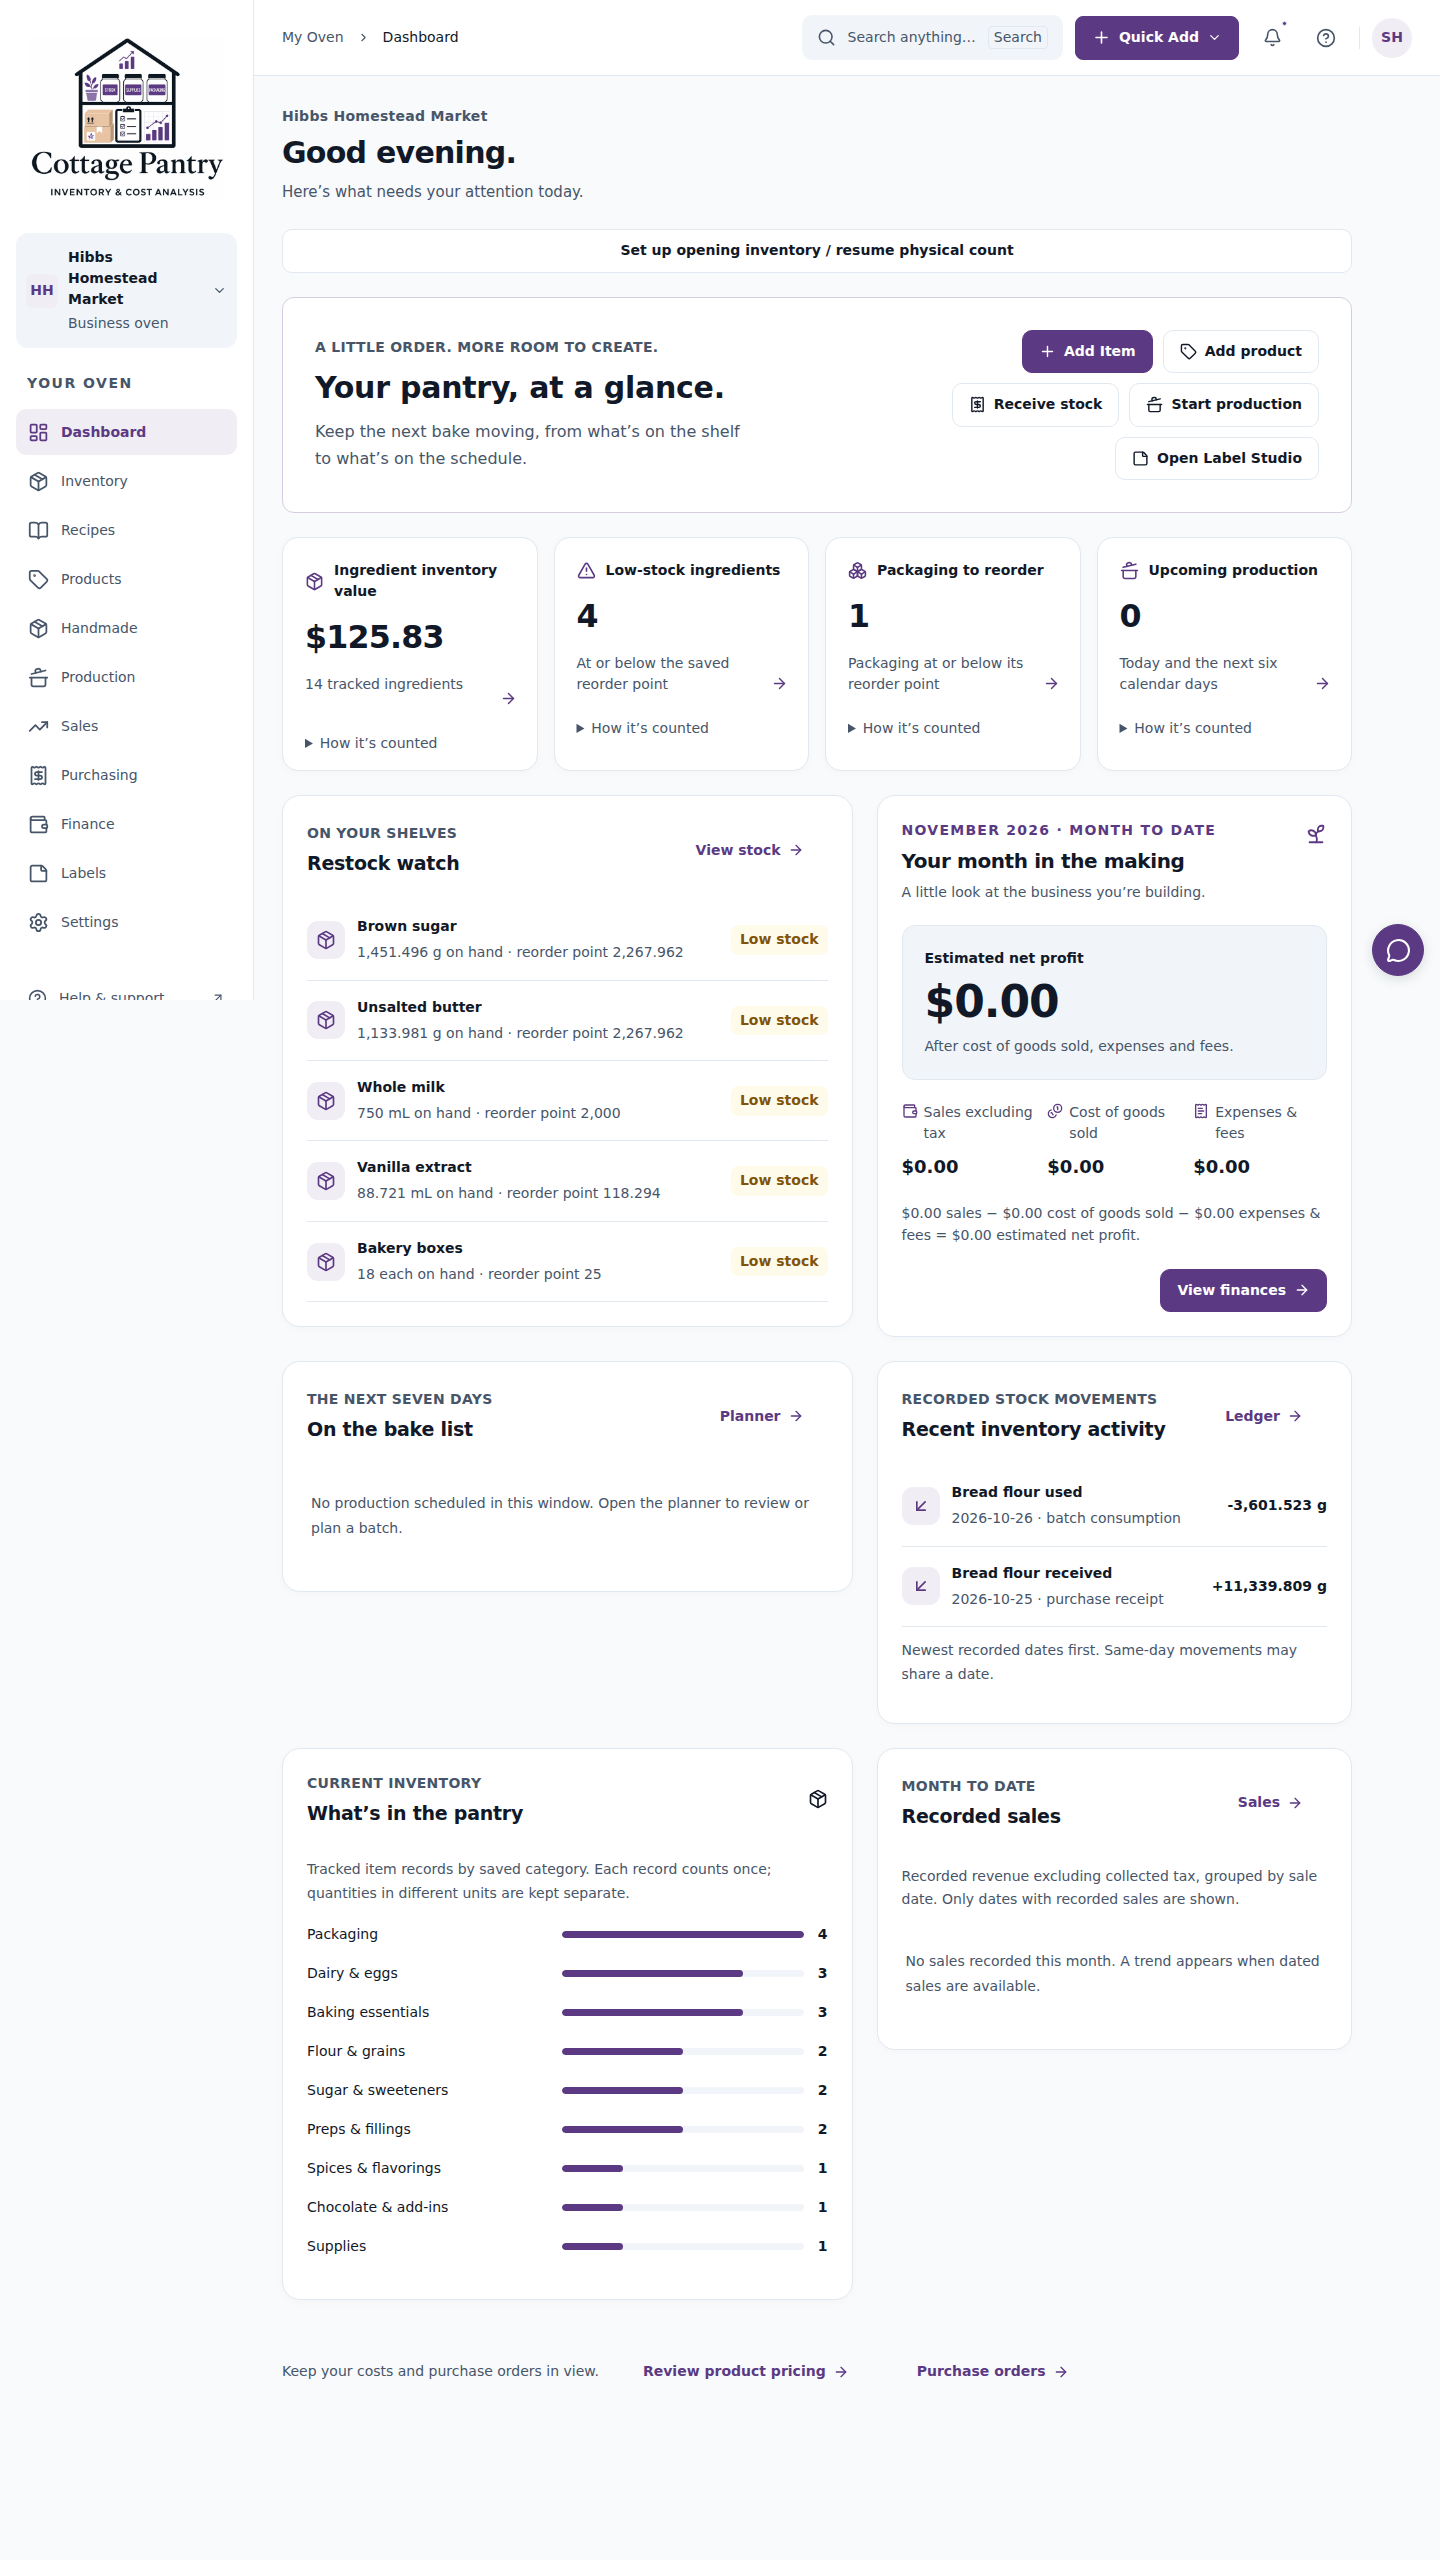 Cottage Pantry
INVENTORY & COST ANALYSIS
HH
Hibbs
Homestead
Market
Business oven
YOUR OVEN
Dashboard
Inventory
Recipes
Products
Handmade
Production
Sales
Purchasing
Finance
Labels
Settings
Help & support
My Oven
Dashboard
Search anything...
Search
Quick Add
SH
Hibbs Homestead Market
Good evening.
Here’s what needs your attention today.
Set up opening inventory / resume physical count
A LITTLE ORDER. MORE ROOM TO CREATE.
Your pantry, at a glance.
Keep the next bake moving, from what’s on the shelf
to what’s on the schedule.
Add Item
Add product
Receive stock
Start production
Open Label Studio
Ingredient inventory
value
$125.83
14 tracked ingredients
How it’s counted
Low-stock ingredients
4
At or below the saved
reorder point
How it’s counted
Packaging to reorder
1
Packaging at or below its
reorder point
How it’s counted
Upcoming production
0
Today and the next six
calendar days
How it’s counted
ON YOUR SHELVES
Restock watch
View stock
Brown sugar
1,451.496 g on hand · reorder point 2,267.962
Low stock
Unsalted butter
1,133.981 g on hand · reorder point 2,267.962
Low stock
Whole milk
750 mL on hand · reorder point 2,000
Low stock
Vanilla extract
88.721 mL on hand · reorder point 118.294
Low stock
Bakery boxes
18 each on hand · reorder point 25
Low stock
NOVEMBER 2026 · MONTH TO DATE
Your month in the making
A little look at the business you’re building.
Estimated net profit
$0.00
After cost of goods sold, expenses and fees.
Sales excluding
tax
$0.00
Cost of goods
sold
$0.00
Expenses &
fees
$0.00
$0.00 sales − $0.00 cost of goods sold − $0.00 expenses &
fees = $0.00 estimated net profit.
View finances
THE NEXT SEVEN DAYS
On the bake list
Planner
No production scheduled in this window. Open the planner to review or
plan a batch.
RECORDED STOCK MOVEMENTS
Recent inventory activity
Ledger
Bread flour used
2026-10-26 · batch consumption
-3,601.523 g
Bread flour received
2026-10-25 · purchase receipt
+11,339.809 g
Newest recorded dates first. Same-day movements may
share a date.
CURRENT INVENTORY
What’s in the pantry
Tracked item records by saved category. Each record counts once;
quantities in different units are kept separate.
Packaging 4
Dairy & eggs 3
Baking essentials 3
Flour & grains 2
Sugar & sweeteners 2
Preps & fillings 2
Spices & flavorings 1
Chocolate & add-ins 1
Supplies 1
MONTH TO DATE
Recorded sales
Sales
Recorded revenue excluding collected tax, grouped by sale
date. Only dates with recorded sales are shown.
No sales recorded this month. A trend appears when dated
sales are available.
Keep your costs and purchase orders in view.
Review product pricing
Purchase orders